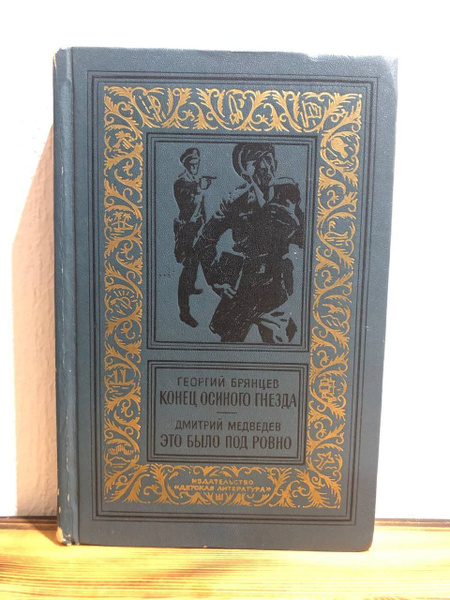 ГЕОРГИЙ БРЯНЦЕВ
КОНЕЦ ОСИНОГО ГНЕЗДА
ДМИТРИЙ МЕДВЕДЕВ
ЭТО БЫЛО ПОД РОВНО
ИЗДАТЕЛЬСТВО
«ДЕТСКАЯ ЛИТЕРАТУРА»